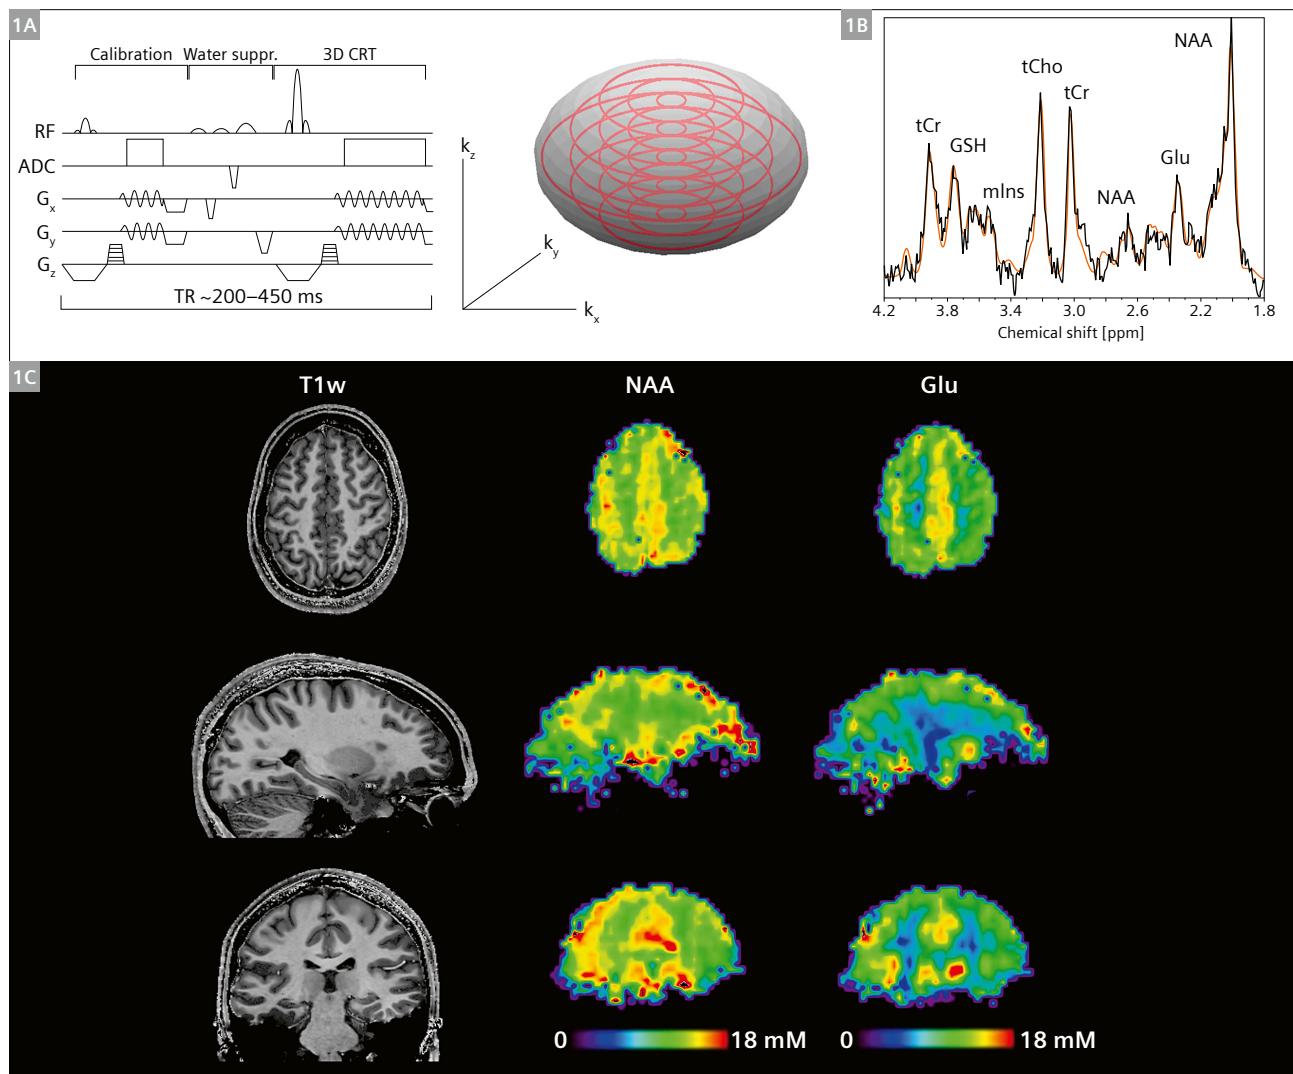 1A
Calibration Water suppr. 3D CRT
RF
ADC
Gx
Gy
Gz
TR ~200–450 ms
kz
ky
kx
1B
NAA
tCho
tCr
tCr
GSH
Glu
mIns
NAA
4.2 3.8 3.4 3.0 2.6 2.2 1.8
Chemical shift [ppm]
1C
T1w NAA Glu
0 18 mM 0 18 mM